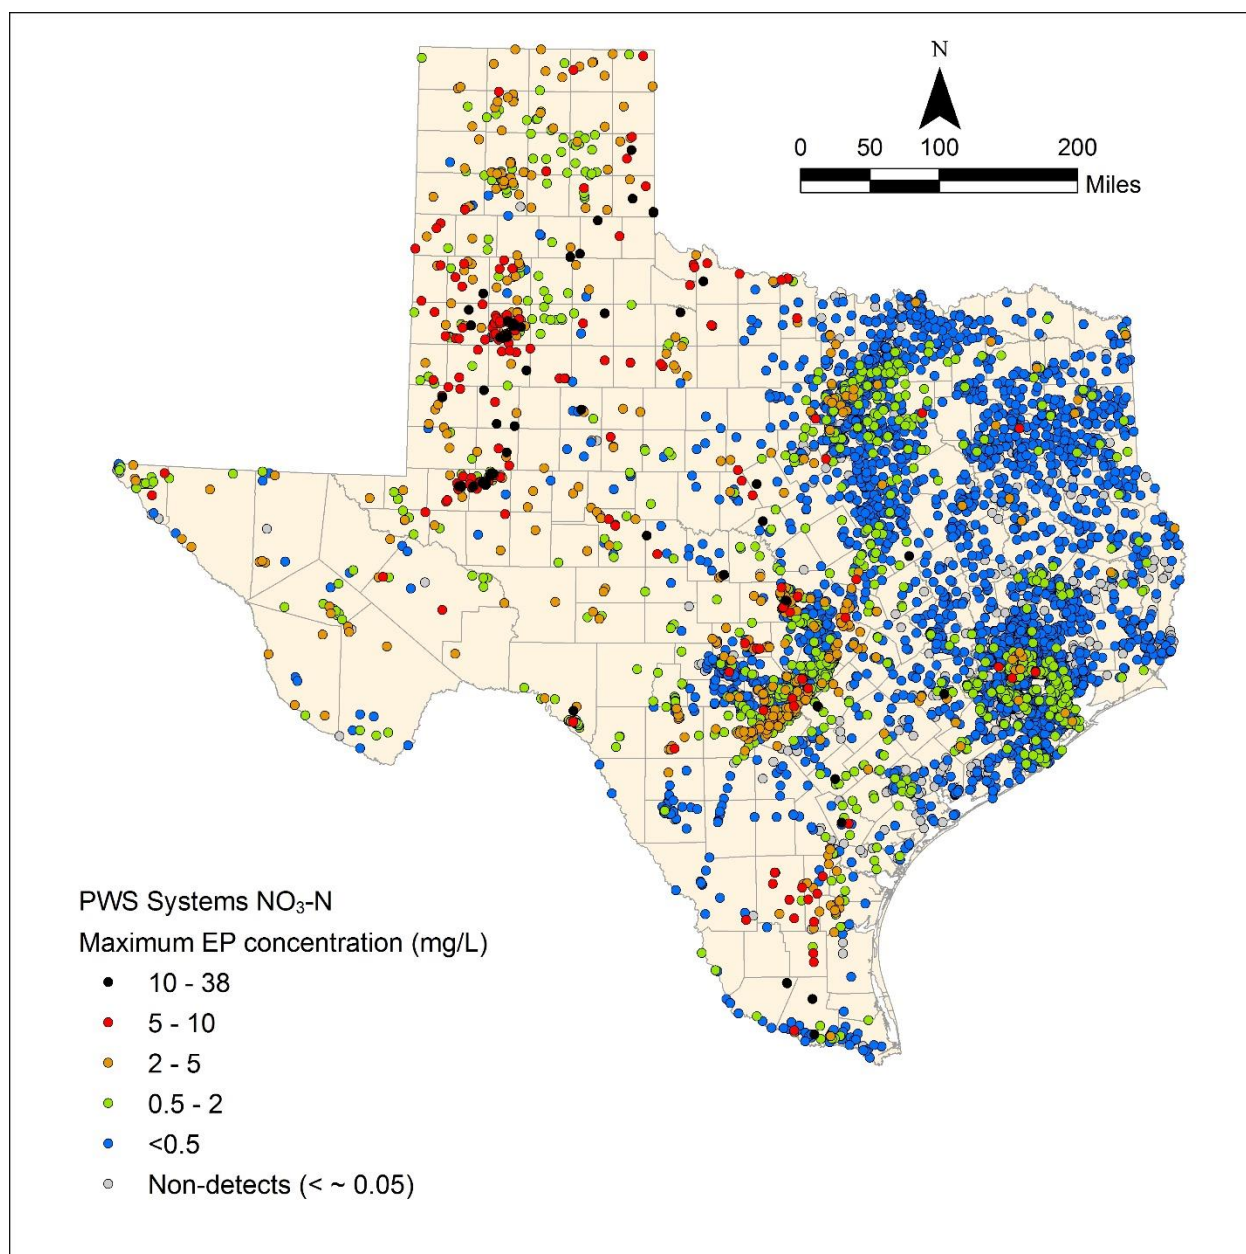 N
0 50 100 200
Miles
PWS Systems NO₃-N
Maximum EP concentration (mg/L)
10 - 38
5 - 10
2 - 5
0.5 - 2
<0.5
Non-detects (< ~ 0.05)